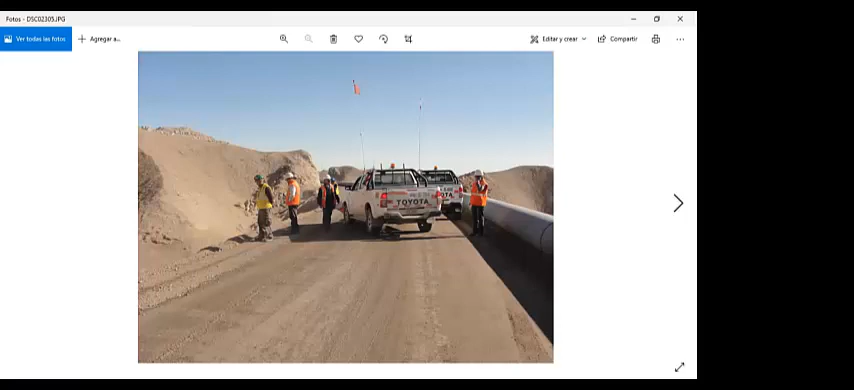 Fotos - DSC02305.JPG
Ver todas las fotos
Agregar a...
Editar y crear
Compartir
TOYOTA